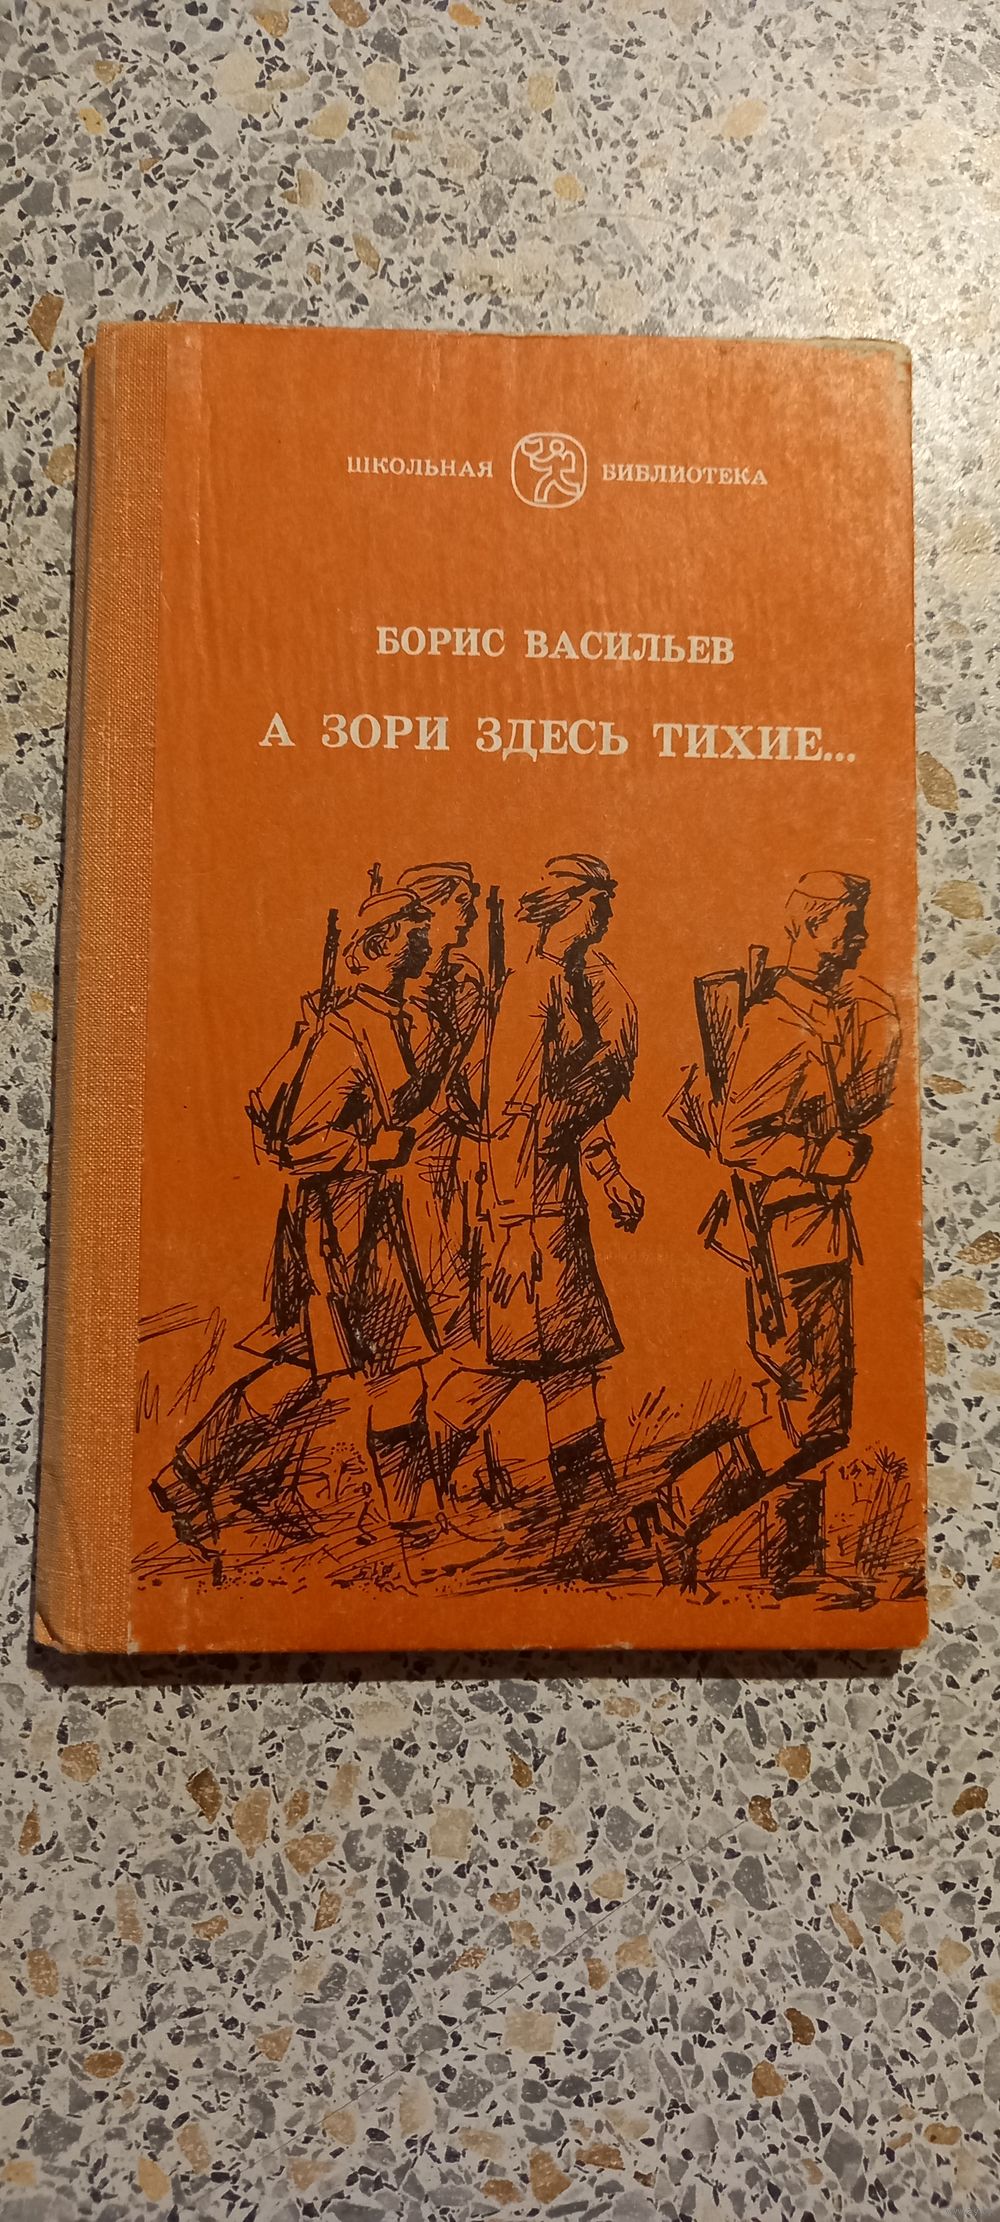 ШКОЛЬНАЯ БИБЛИОТЕКА
БОРИС ВАСИЛЬЕВ
А ЗОРИ ЗДЕСЬ ТИХИЕ...